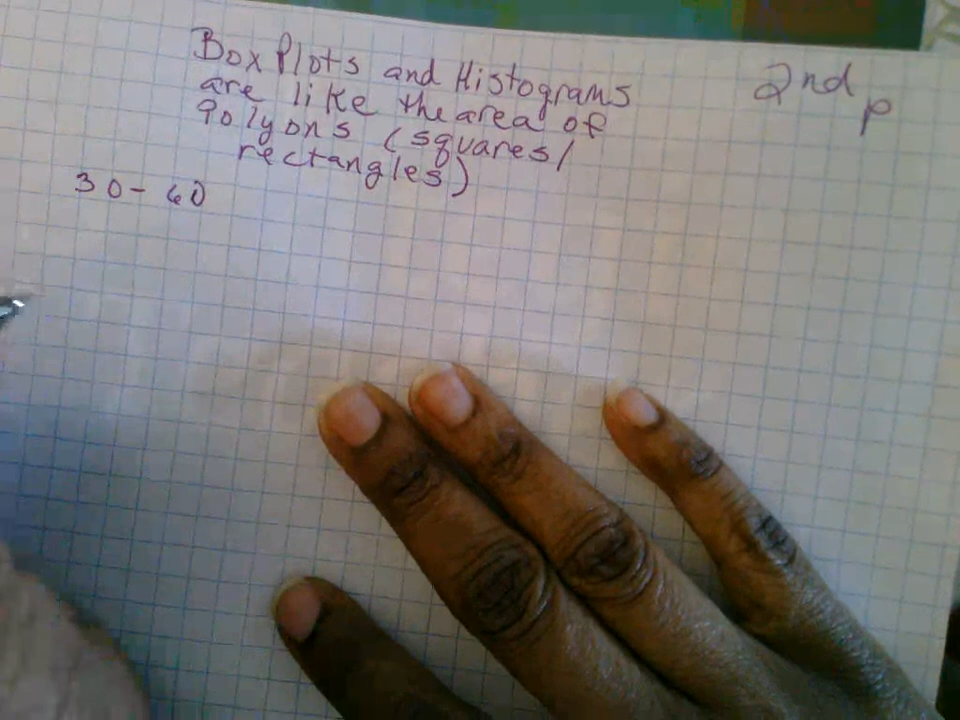 Box Plots and Histograms
are like the area of
Polyons (squares/
rectangles)
2nd p
30-60